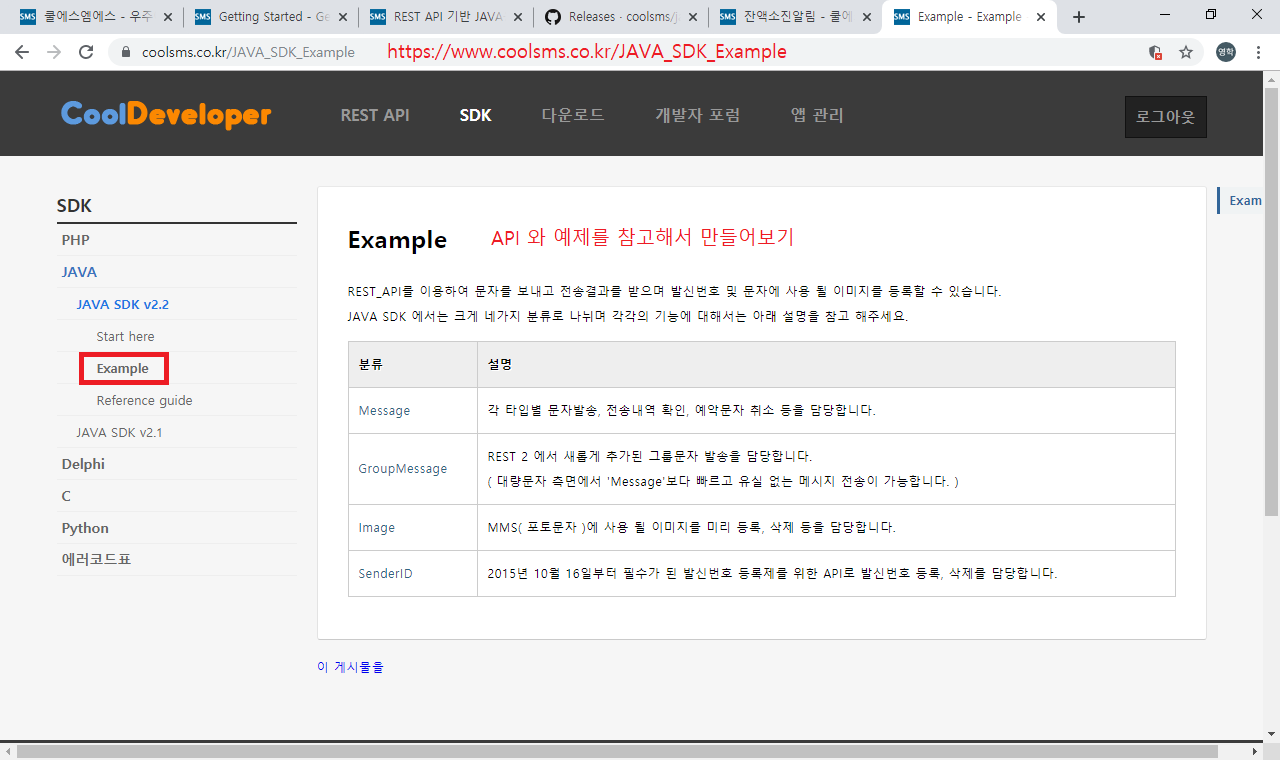 쿨에스엠에스 - 우주
Getting Started - Ge
REST API 기반 JAVA
Releases · coolsms/j
잔액소진알림 - 쿨에
Example - Example
coolsms.co.kr/JAVA_SDK_Example
https://www.coolsms.co.kr/JAVA_SDK_Example
영학
CoolDeveloper
REST API
SDK
다운로드
개발자 포럼
앱 관리
로그아웃
SDK
PHP
JAVA
JAVA SDK v2.2
Start here
Example
Reference guide
JAVA SDK v2.1
Delphi
C
Python
에러코드표
Example
API 와 예제를 참고해서 만들어보기
REST_API를 이용하여 문자를 보내고 전송결과를 받으며 발신번호 및 문자에 사용 될 이미지를 등록할 수 있습니다.
JAVA SDK 에서는 크게 네가지 분류로 나뉘며 각각의 기능에 대해서는 아래 설명을 참고 해주세요.
분류 설명
Message 각 타입별 문자발송, 전송내역 확인, 예약문자 취소 등을 담당합니다.
GroupMessage REST 2 에서 새롭게 추가된 그룹문자 발송을 담당합니다.
( 대량문자 측면에서 'Message'보다 빠르고 유실 없는 메시지 전송이 가능합니다. )
Image MMS( 포토문자 )에 사용 될 이미지를 미리 등록, 삭제 등을 담당합니다.
SenderID 2015년 10월 16일부터 필수가 된 발신번호 등록제를 위한 API로 발신번호 등록, 삭제를 담당합니다.
이 게시물을
Exam